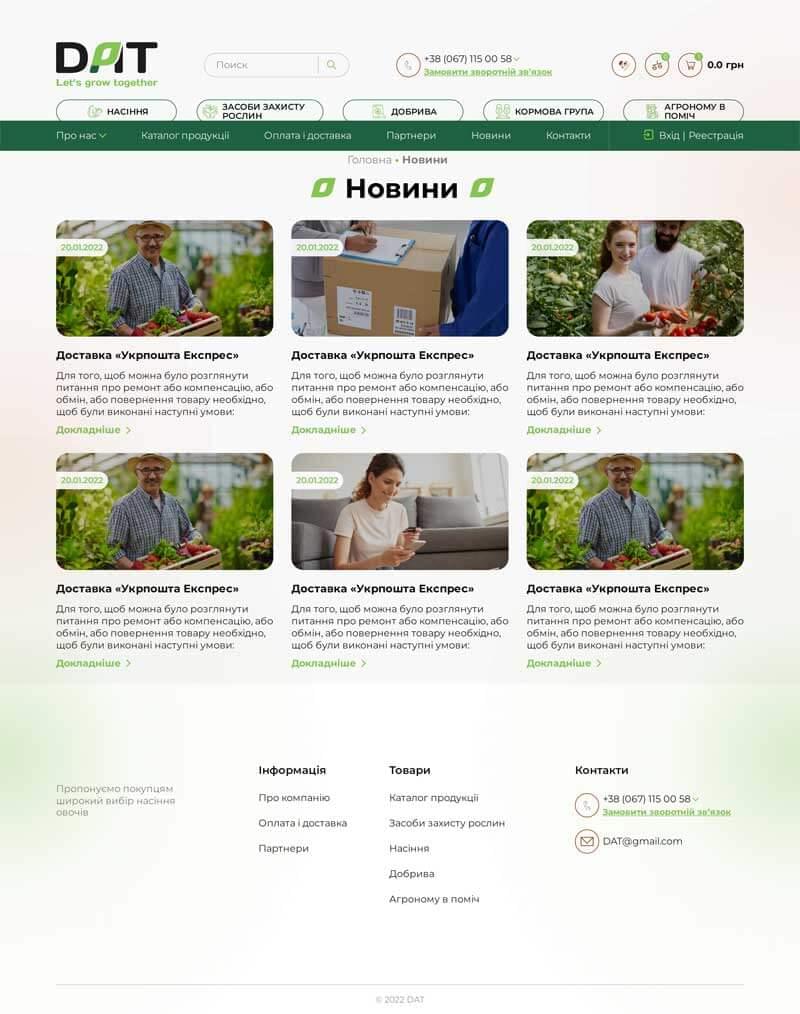 DAT
Let's grow together
Поиск
+38 (067) 115 00 58
Замовити зворотній зв'язок
0.0 грн
НАСІННЯ
ЗАСОБИ ЗАХИСТУ
РОСЛИН
ДОБРИВА
КОРМОВА ГРУПА
АГРОНОМУ В
ПОМІЧ
Про нас
Каталог продукції
Оплата і доставка
Партнери
Новини
Контакти
Вхід | Реестрація
Головна • Новини
Новини
20.01.2022
20.01.2022
20.01.2022
Доставка «Укрпошта Експрес»
Для того, щоб можна було розглянути
питання про ремонт або компенсацію, або
обмін, або повернення товару необхідно,
щоб були виконані наступні умови:
Докладніше
Доставка «Укрпошта Експрес»
Для того, щоб можна було розглянути
питання про ремонт або компенсацію, або
обмін, або повернення товару необхідно,
щоб були виконані наступні умови:
Докладніше
Доставка «Укрпошта Експрес»
Для того, щоб можна було розглянути
питання про ремонт або компенсацію, або
обмін, або повернення товару необхідно,
щоб були виконані наступні умови:
Докладніше
20.01.2022
20.01.2022
20.01.2022
Доставка «Укрпошта Експрес»
Для того, щоб можна було розглянути
питання про ремонт або компенсацію, або
обмін, або повернення товару необхідно,
щоб були виконані наступні умови:
Докладніше
Доставка «Укрпошта Експрес»
Для того, щоб можна було розглянути
питання про ремонт або компенсацію, або
обмін, або повернення товару необхідно,
щоб були виконані наступні умови:
Докладніше
Доставка «Укрпошта Експрес»
Для того, щоб можна було розглянути
питання про ремонт або компенсацію, або
обмін, або повернення товару необхідно,
щоб були виконані наступні умови:
Докладніше
Пропонуємо покупцям
широкий вибір насіння
овочів
Інформація
Про компанію
Оплата і доставка
Партнери
Товари
Каталог продукції
Засоби захисту рослин
Насіння
Добрива
Агроному в поміч
Контакти
+38 (067) 115 00 58
Замовити зворотній зв'язок
DAT@gmail.com
© 2022 DAT